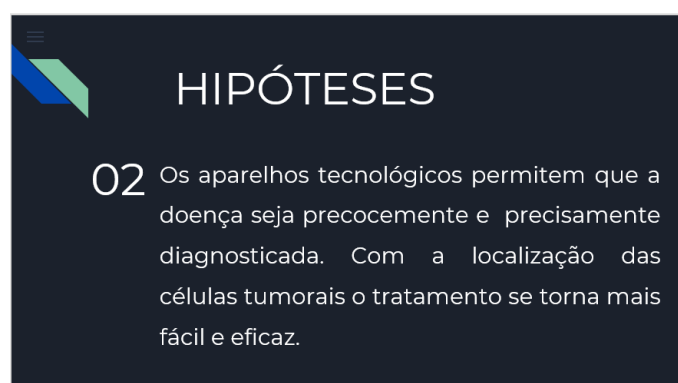 HIPÓTESES
02 Os aparelhos tecnológicos permitem que a
doença seja precocemente e precisamente
diagnosticada. Com a localização das
células tumorais o tratamento se torna mais
fácil e eficaz.